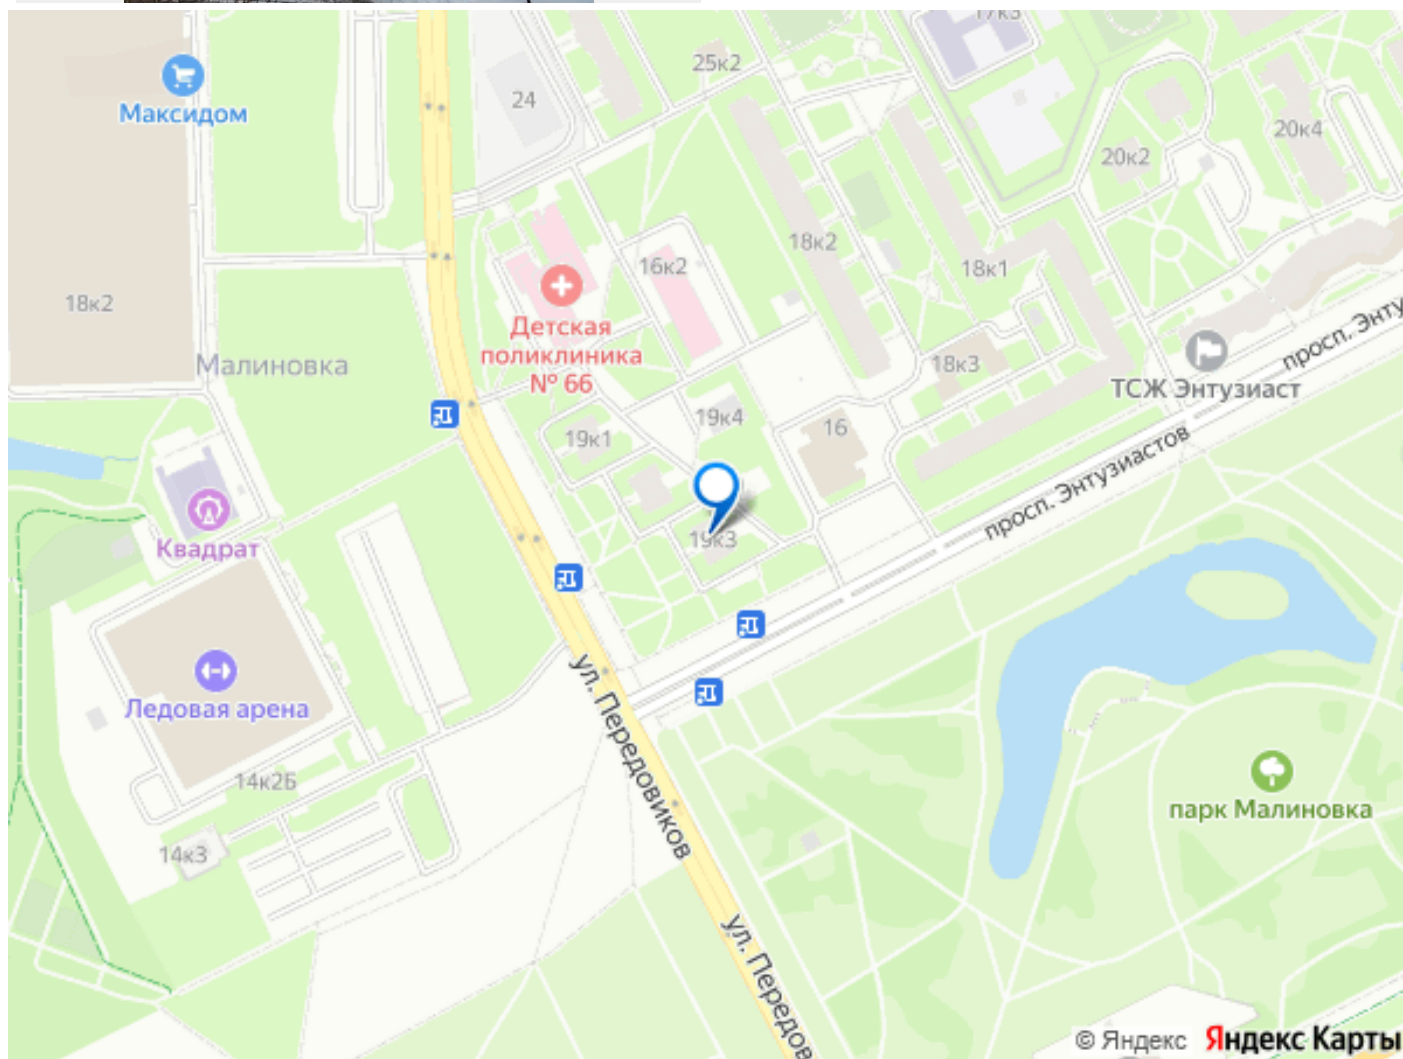 17к3
25к2
24
Максидом
20к4
20к2
18к2
16к2
18к1
18к2
Детская
поликлиника
№ 66
просп. Энту
18к3
ТСЖ Энтузиаст
Малиновка
19к4
16
19к1
просп. Энтузиастов
Квадрат
19к3
ул. Передовиков
Ледовая арена
14к2Б
парк Малиновка
14к3
ул. Передов
© Яндекс Яндекс Карты